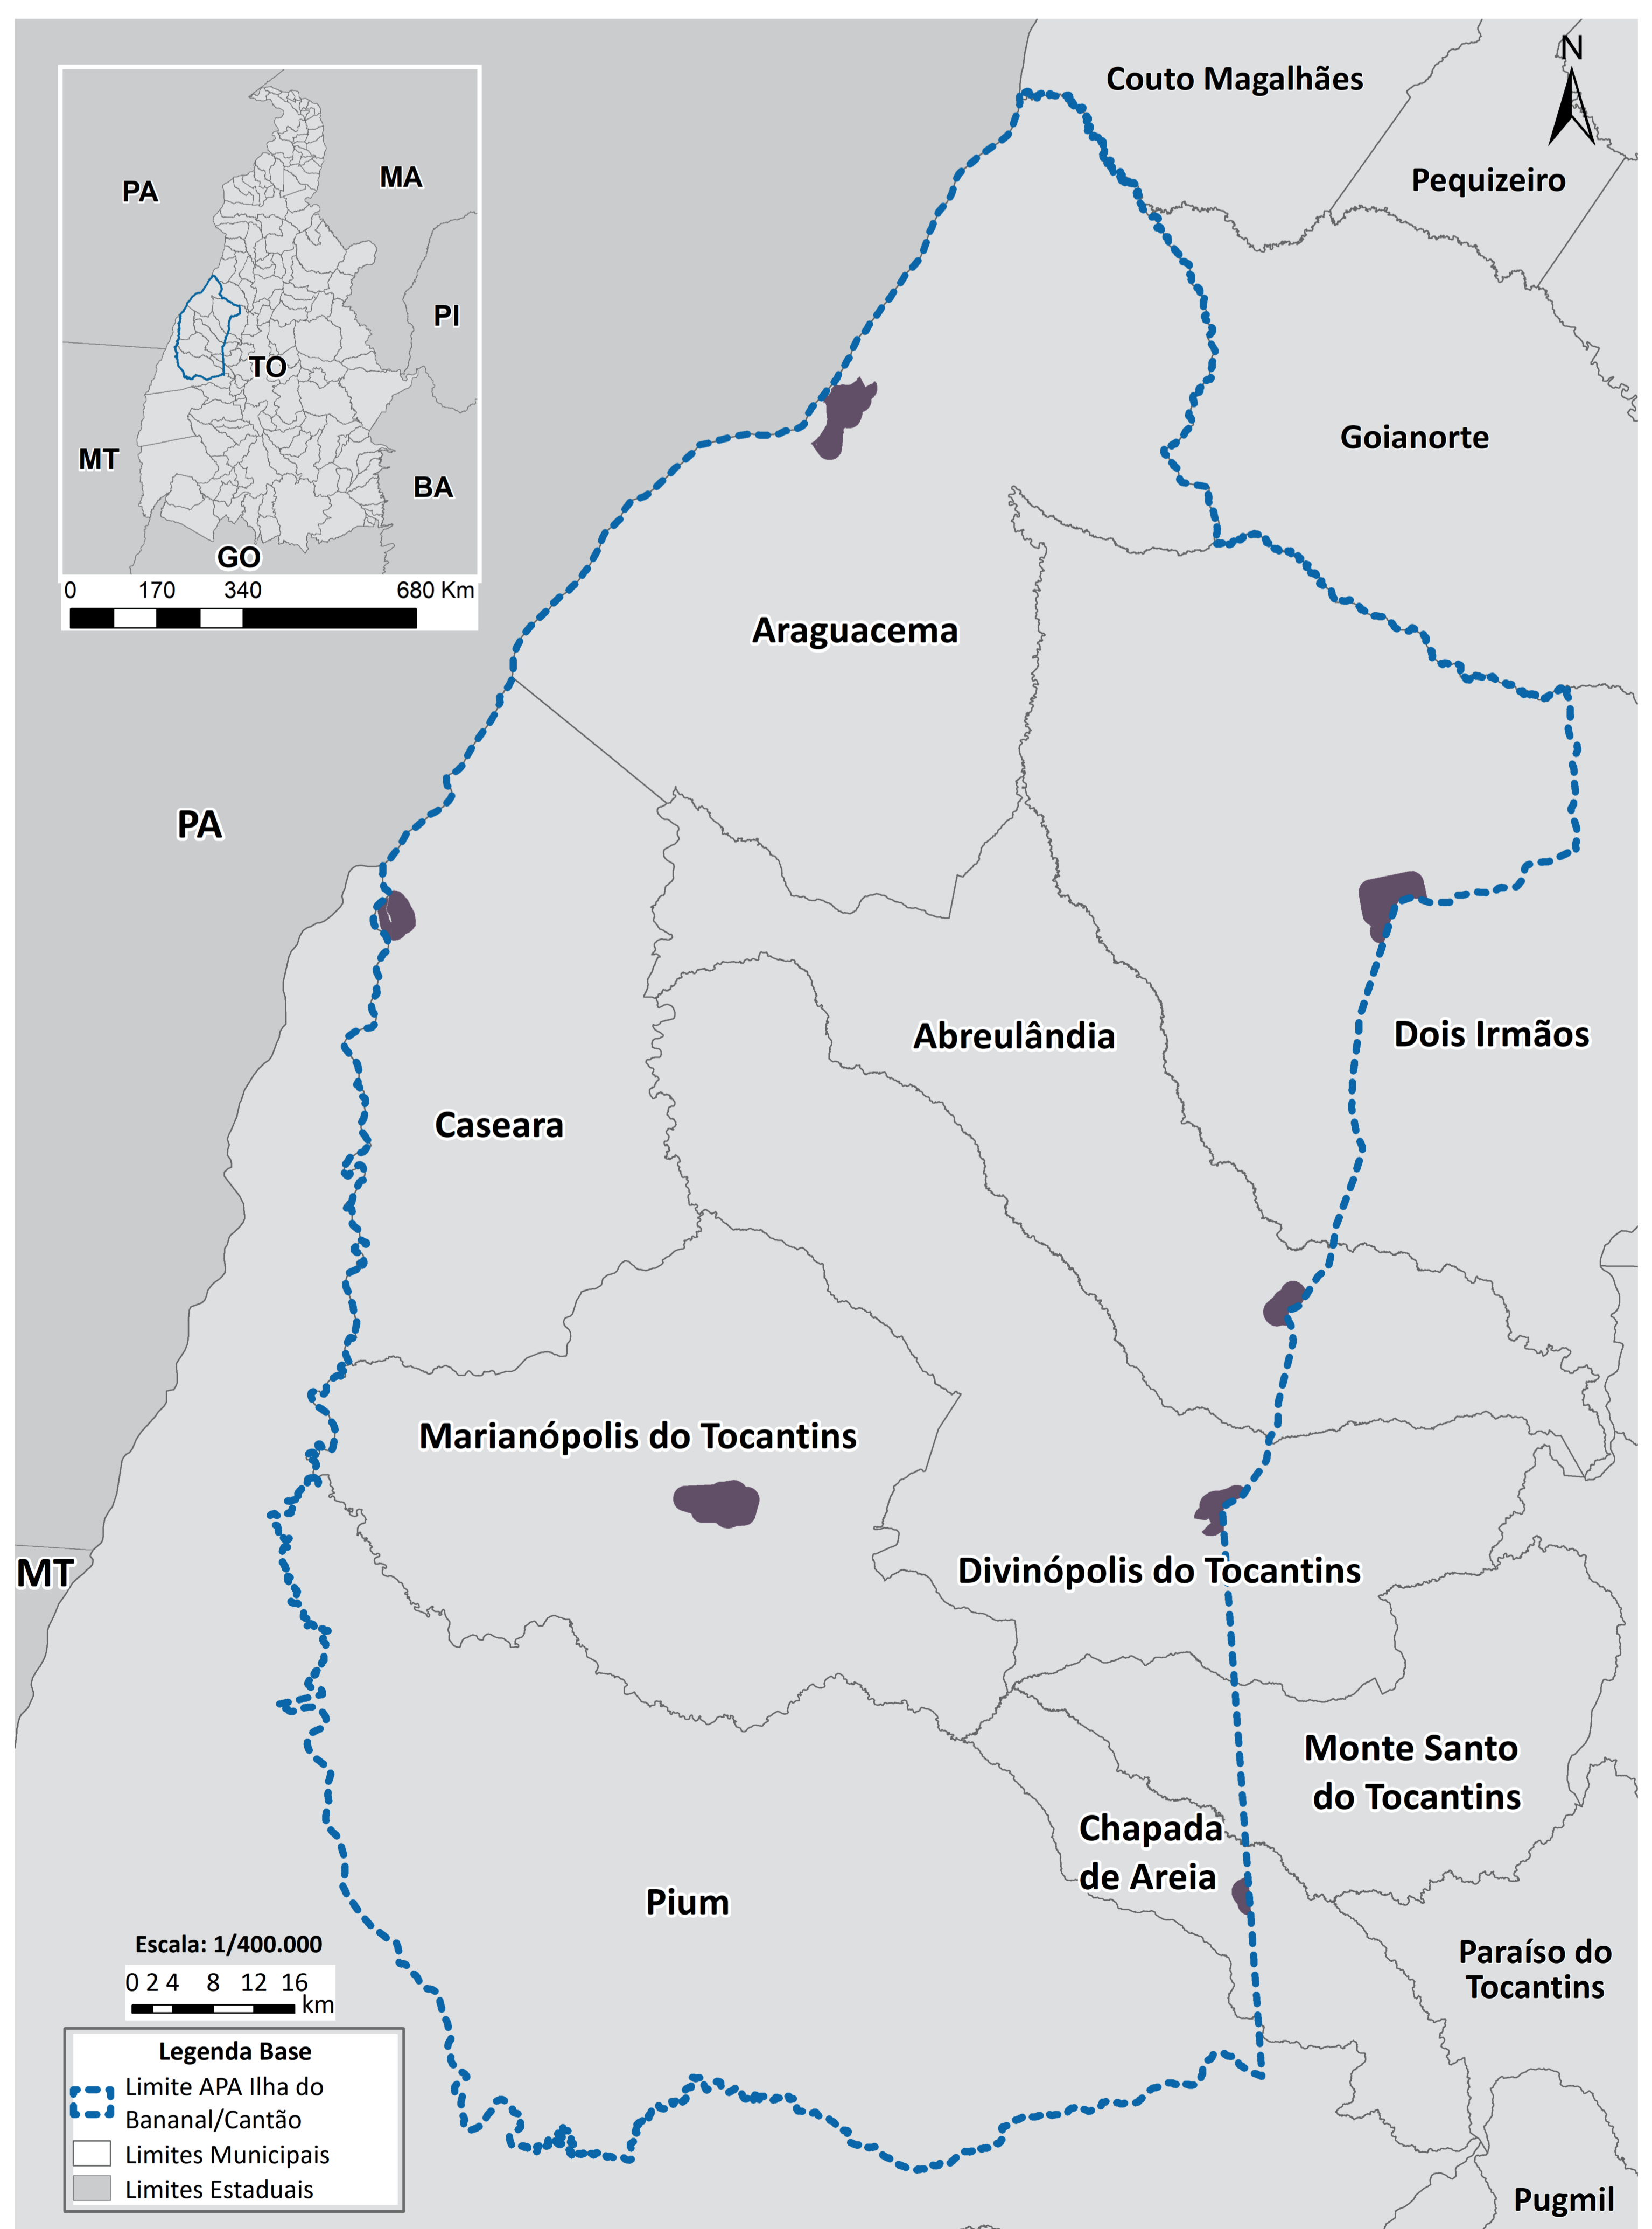 N
Couto Magalhães
Pequizeiro
PA
MA
PI
TO
MT
BA
GO
0 170 340 680 Km
Goianorte
Araguacema
PA
Abreulândia
Dois Irmãos
Caseara
Marianópolis do Tocantins
Divinópolis do Tocantins
MT
Monte Santo
do Tocantins
Chapada
de Areia
Pium
Paraíso do
Tocantins
Escala: 1/400.000
0 2 4 8 12 16
km
Legenda Base
Limite APA Ilha do
Bananal/Cantão
Limites Municipais
Limites Estaduais
Pugmil